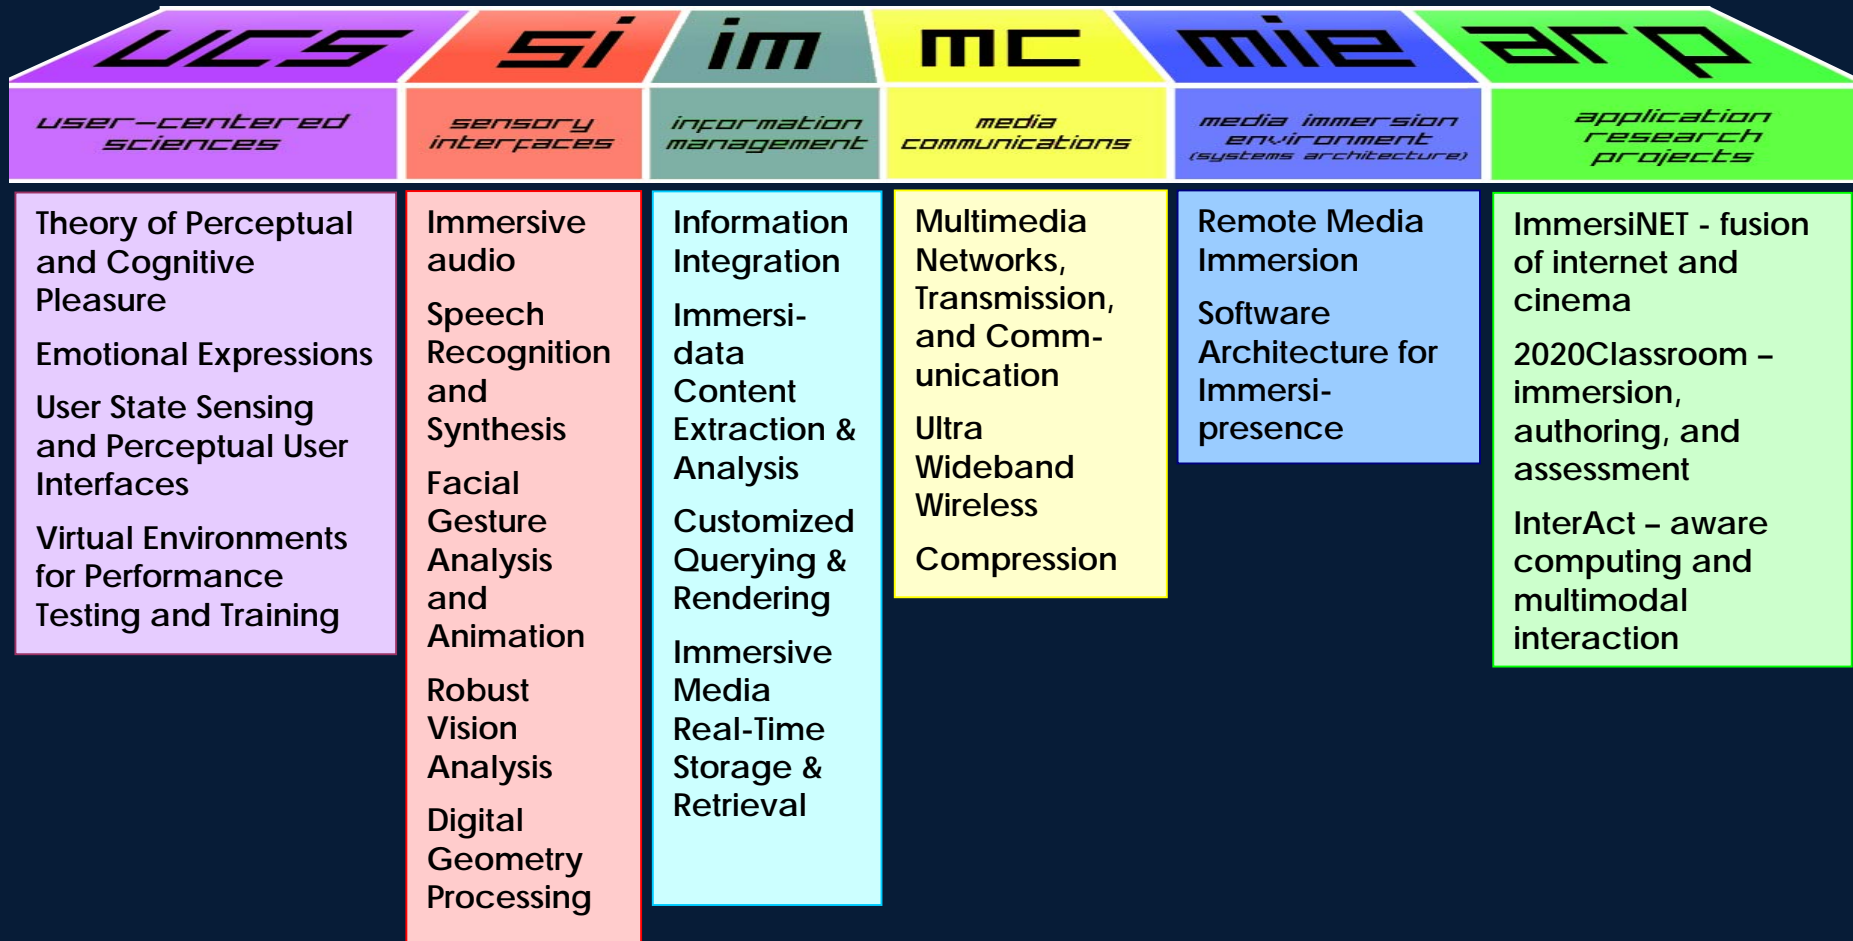 ucs
si
im
mc
mie
arp
user-centered
sciences
sensory
interfaces
information
management
media
communications
media immersion
environment
(systems architecture)
application
research
projects
Theory of Perceptual
and Cognitive
Pleasure
Emotional Expressions
User State Sensing
and Perceptual User
Interfaces
Virtual Environments
for Performance
Testing and Training
Immersive
audio
Speech
Recognition
and
Synthesis
Facial
Gesture
Analysis
and
Animation
Robust
Vision
Analysis
Digital
Geometry
Processing
Information
Integration
Immersi-
data
Content
Extraction &
Analysis
Customized
Querying &
Rendering
Immersive
Media
Real-Time
Storage &
Retrieval
Multimedia
Networks,
Transmission,
and Comm-
unication
Ultra
Wideband
Wireless
Compression
Remote Media
Immersion
Software
Architecture for
Immersi-
presence
ImmersiNET - fusion
of internet and
cinema
2020Classroom –
immersion,
authoring, and
assessment
InterAct – aware
computing and
multimodal
interaction